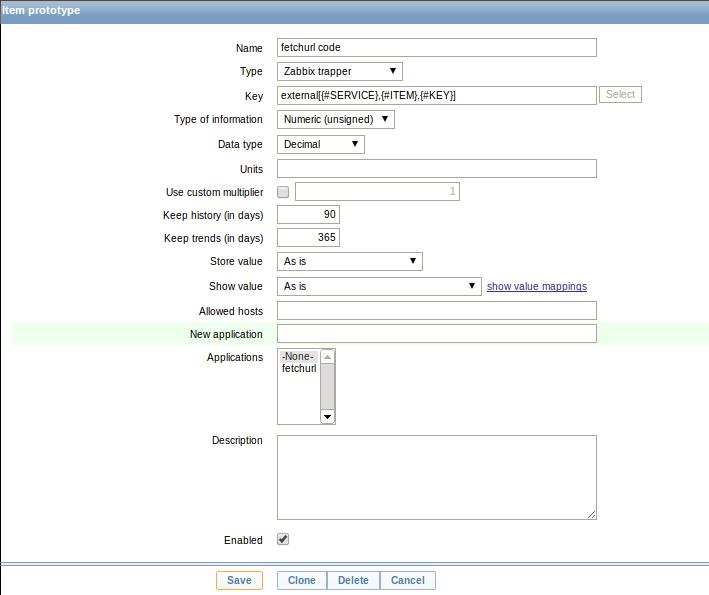 Item prototype
Name fetchurl code
Type Zabbix trapper
Key external[{#SERVICE},{#ITEM},{#KEY}] Select
Type of information Numeric (unsigned)
Data type Decimal
Units
Use custom multiplier 1
Keep history (in days) 90
Keep trends (in days) 365
Store value As is
Show value As is show value mappings
Allowed hosts
New application
Applications -None-
fetchurl
Description
Enabled
Save Clone Delete Cancel